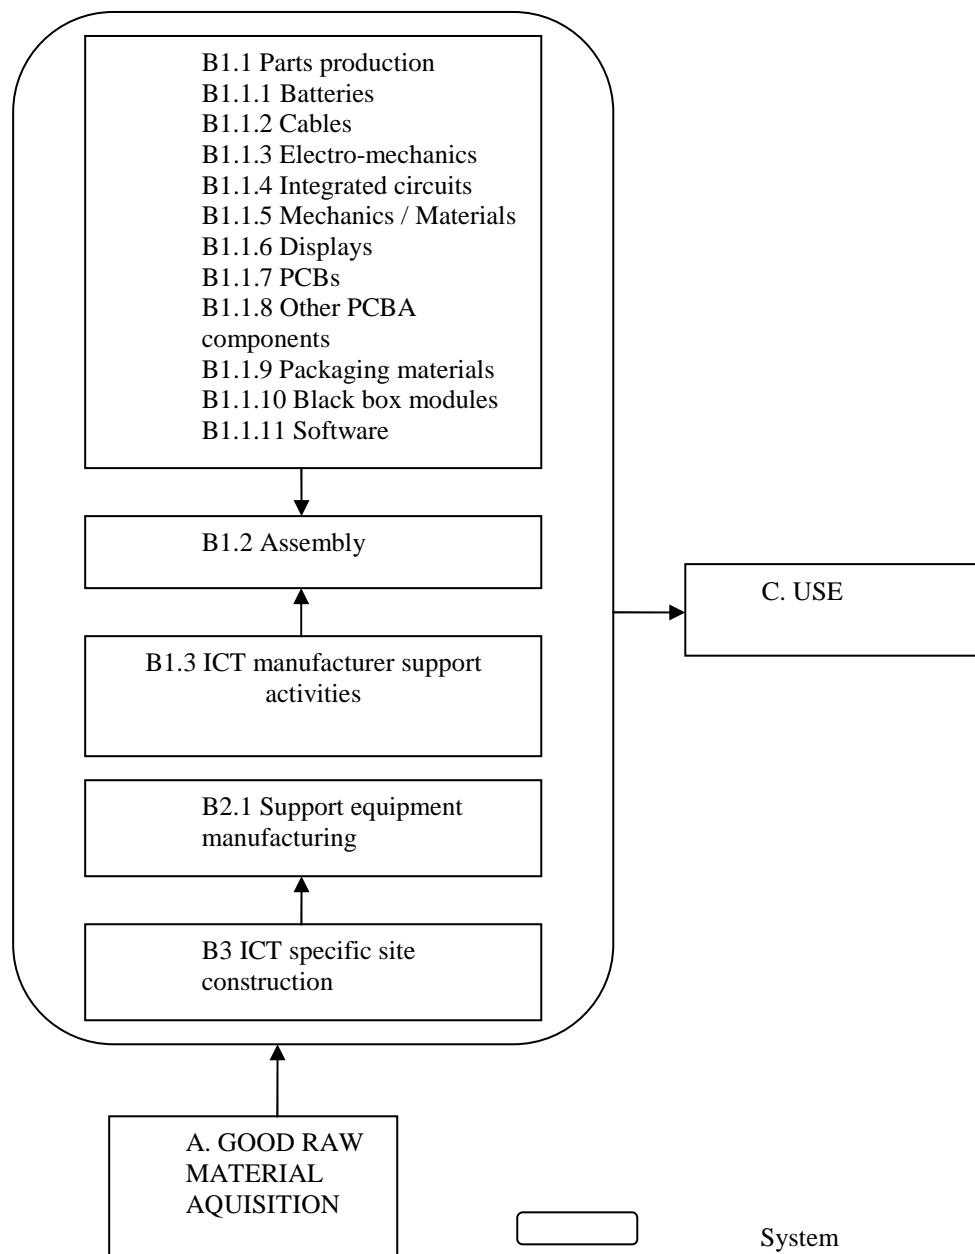 B1.1 Parts production
B1.1.1 Batteries
B1.1.2 Cables
B1.1.3 Electro-mechanics
B1.1.4 Integrated circuits
B1.1.5 Mechanics / Materials
B1.1.6 Displays
B1.1.7 PCBs
B1.1.8 Other PCBA
components
B1.1.9 Packaging materials
B1.1.10 Black box modules
B1.1.11 Software
B1.2 Assembly
C. USE
B1.3 ICT manufacturer support
activities
B2.1 Support equipment
manufacturing
B3 ICT specific site
construction
A. GOOD RAW
MATERIAL
AQUISITION
System